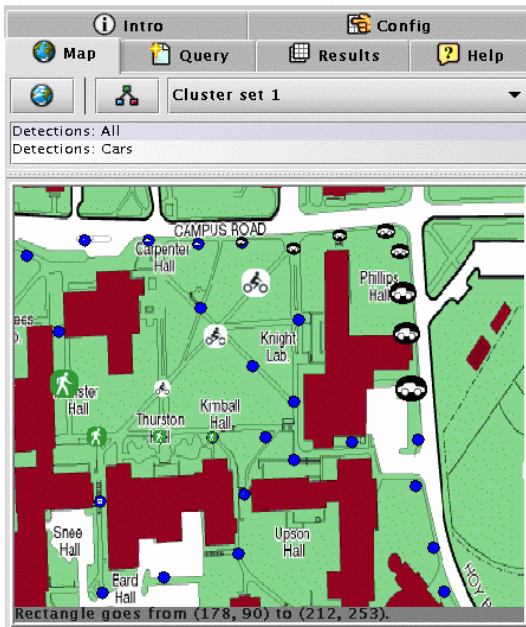 Intro
Config
Map
Query
Results
Help
Cluster set 1
Detections: All
Detections: Cars
CAMPUS ROAD
Carpenter
Hall
Phillips
Hall
Knight
Lab.
Hall
Thurston
Hall
Kimball
Hall
Snee
Hall
Upson
Hall
Bard
Hall
HOY
Rectangle goes from (178, 90) to (212, 253).